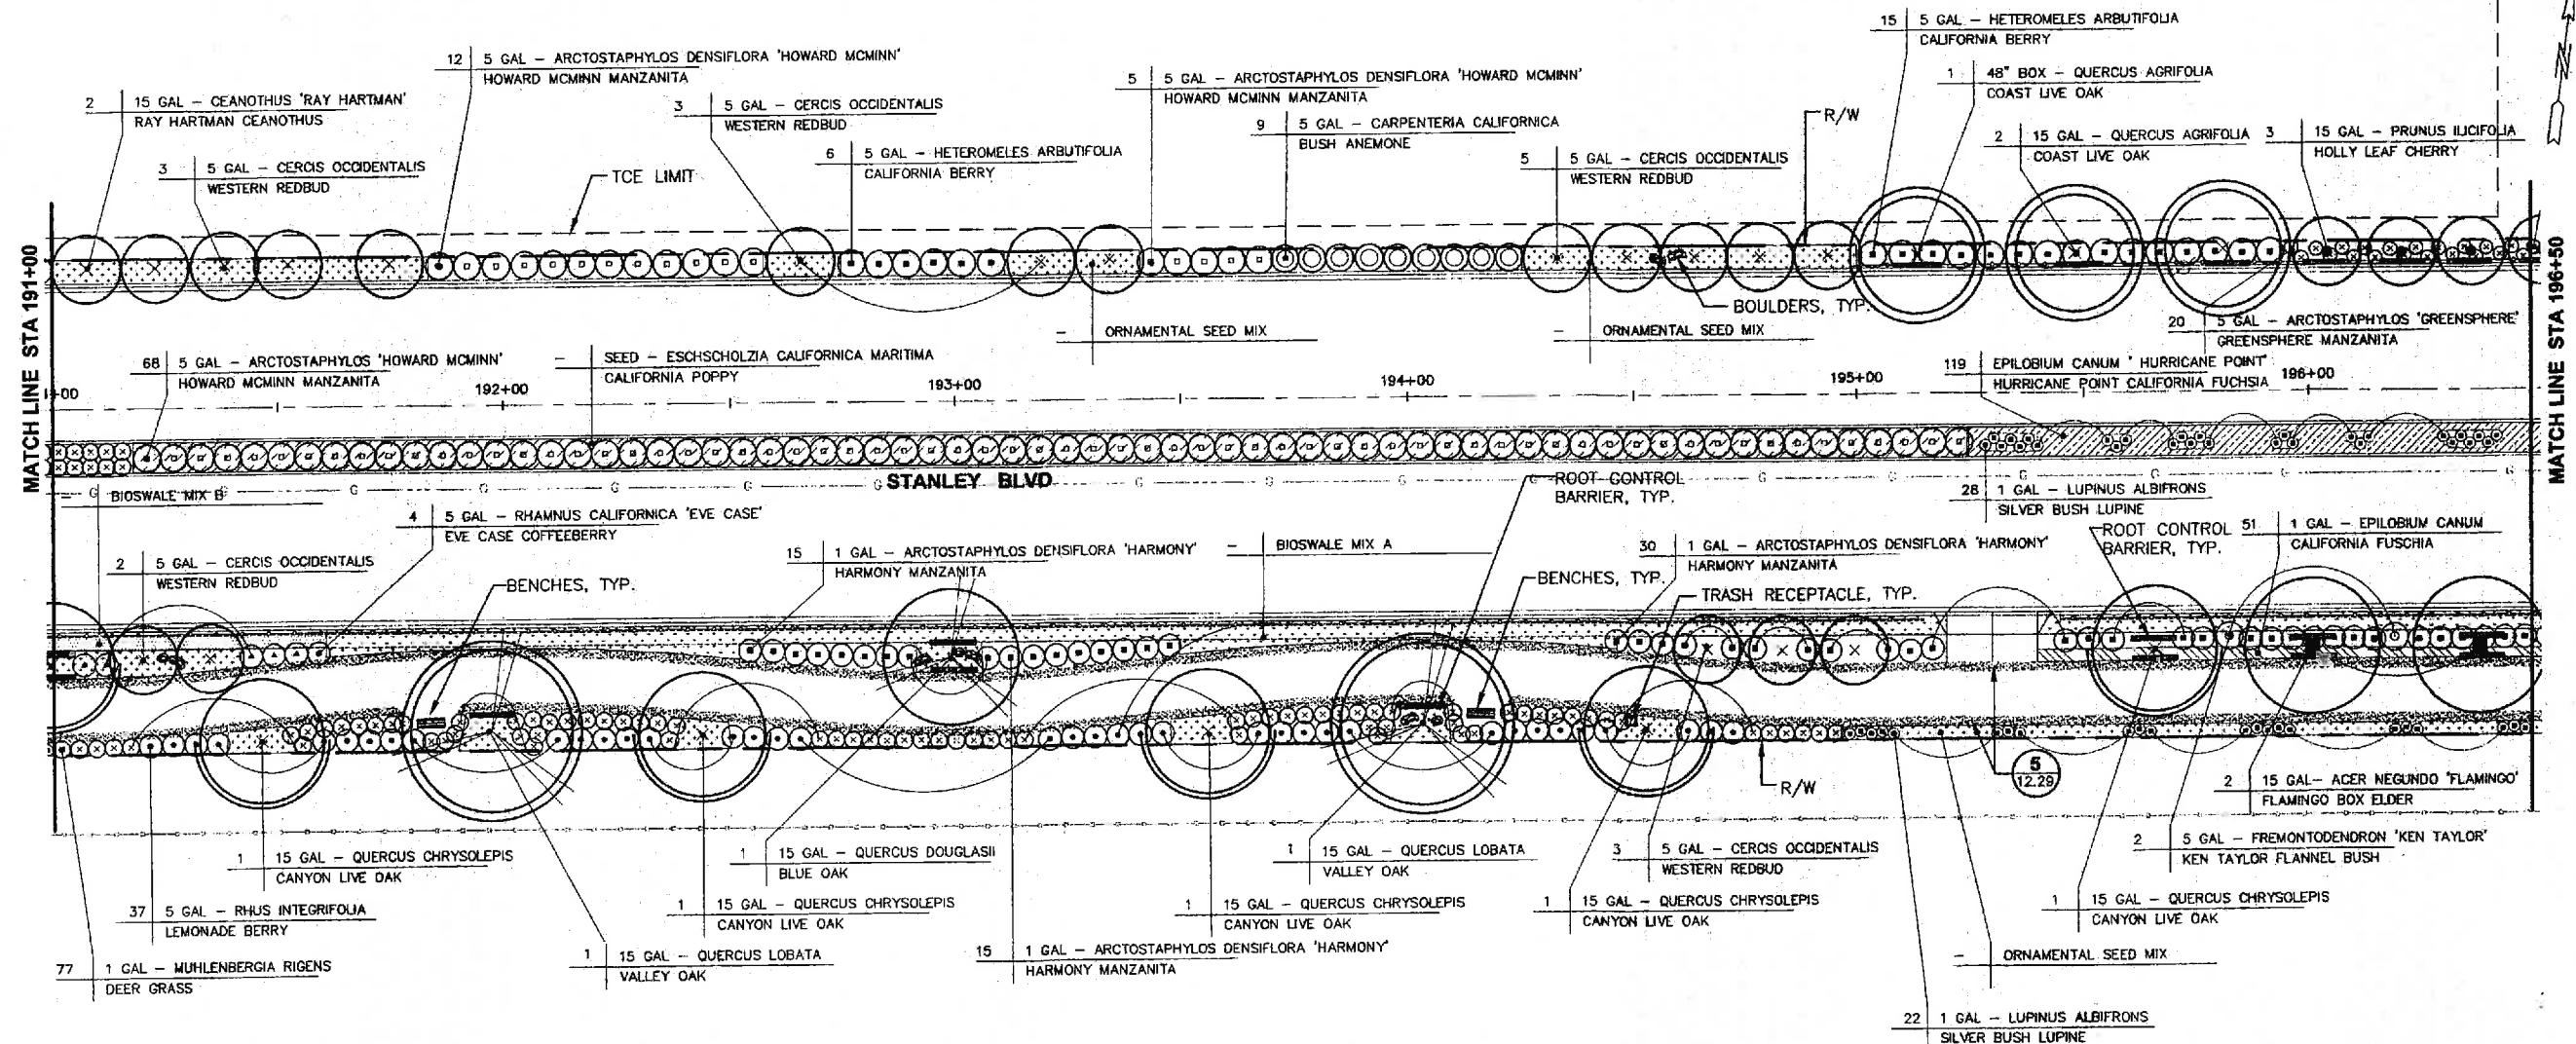 15 5 GAL – HETEROMELES ARBUTIFOLIA
CALIFORNIA BERRY
12 5 GAL – ARCTOSTAPHYLOS DENSIFLORA 'HOWARD MCMINN'
HOWARD MCMINN MANZANITA
5 5 GAL – ARCTOSTAPHYLOS DENSIFLORA 'HOWARD MCMINN'
HOWARD MCMINN MANZANITA
1 48" BOX – QUERCUS AGRIFOLIA
COAST LIVE OAK
2 15 GAL – CEANOTHUS 'RAY HARTMAN'
RAY HARTMAN CEANOTHUS
3 5 GAL – CERCIS OCCIDENTALIS
WESTERN REDBUD
9 5 GAL – CARPENTERIA CALIFORNICA
BUSH ANEMONE
R/W
2 15 GAL – QUERCUS AGRIFOLIA
COAST LIVE OAK
3 15 GAL – PRUNUS ILICIFOLIA
HOLLY LEAF CHERRY
3 5 GAL – CERCIS OCCIDENTALIS
WESTERN REDBUD
TCE LIMIT
6 5 GAL – HETEROMELES ARBUTIFOLIA
CALIFORNIA BERRY
5 5 GAL – CERCIS OCCIDENTALIS
WESTERN REDBUD
MATCH LINE STA 191+00
MATCH LINE STA 196+50
BOULDERS, TYP.
– ORNAMENTAL SEED MIX
– ORNAMENTAL SEED MIX
20 5 GAL – ARCTOSTAPHYLOS 'GREENSPHERE'
GREENSPHERE MANZANITA
68 5 GAL – ARCTOSTAPHYLOS 'HOWARD MCMINN'
HOWARD MCMINN MANZANITA
– SEED – ESCHSCHOLZIA CALIFORNICA MARITIMA
CALIFORNIA POPPY
119 EPILOBIUM CANUM ' HURRICANE POINT'
HURRICANE POINT CALIFORNIA FUCHSIA
+00 192+00 193+00 194+00 195+00 196+00
STANLEY BLVD
G G G G G G G G G G G G G G G G G
– BIOSWALE MIX B
ROOT CONTROL
BARRIER, TYP.
28 1 GAL – LUPINUS ALBIFRONS
SILVER BUSH LUPINE
4 5 GAL – RHAMNUS CALIFORNICA 'EVE CASE'
EVE CASE COFFEEBERRY
15 1 GAL – ARCTOSTAPHYLOS DENSIFLORA 'HARMONY'
HARMONY MANZANITA
– BIOSWALE MIX A
30 1 GAL – ARCTOSTAPHYLOS DENSIFLORA 'HARMONY'
HARMONY MANZANITA
ROOT CONTROL
BARRIER, TYP.
51 1 GAL – EPILOBIUM CANUM
CALIFORNIA FUSCHIA
2 5 GAL – CERCIS OCCIDENTALIS
WESTERN REDBUD
BENCHES, TYP.
BENCHES, TYP.
TRASH RECEPTACLE, TYP.
5
12.29
R/W
2 15 GAL– ACER NEGUNDO 'FLAMINGO'
FLAMINGO BOX ELDER
1 15 GAL – QUERCUS CHRYSOLEPIS
CANYON LIVE OAK
1 15 GAL – QUERCUS DOUGLASII
BLUE OAK
1 15 GAL – QUERCUS LOBATA
VALLEY OAK
3 5 GAL – CERCIS OCCIDENTALIS
WESTERN REDBUD
2 5 GAL – FREMONTODENDRON 'KEN TAYLOR'
KEN TAYLOR FLANNEL BUSH
37 5 GAL – RHUS INTEGRIFOLIA
LEMONADE BERRY
1 15 GAL – QUERCUS CHRYSOLEPIS
CANYON LIVE OAK
1 15 GAL – QUERCUS CHRYSOLEPIS
CANYON LIVE OAK
1 15 GAL – QUERCUS CHRYSOLEPIS
CANYON LIVE OAK
1 15 GAL – QUERCUS CHRYSOLEPIS
CANYON LIVE OAK
77 1 GAL – MUHLENBERGIA RIGENS
DEER GRASS
1 15 GAL – QUERCUS LOBATA
VALLEY OAK
15 1 GAL – ARCTOSTAPHYLOS DENSIFLORA 'HARMONY'
HARMONY MANZANITA
– ORNAMENTAL SEED MIX
22 1 GAL – LUPINUS ALBIFRONS
SILVER BUSH LUPINE